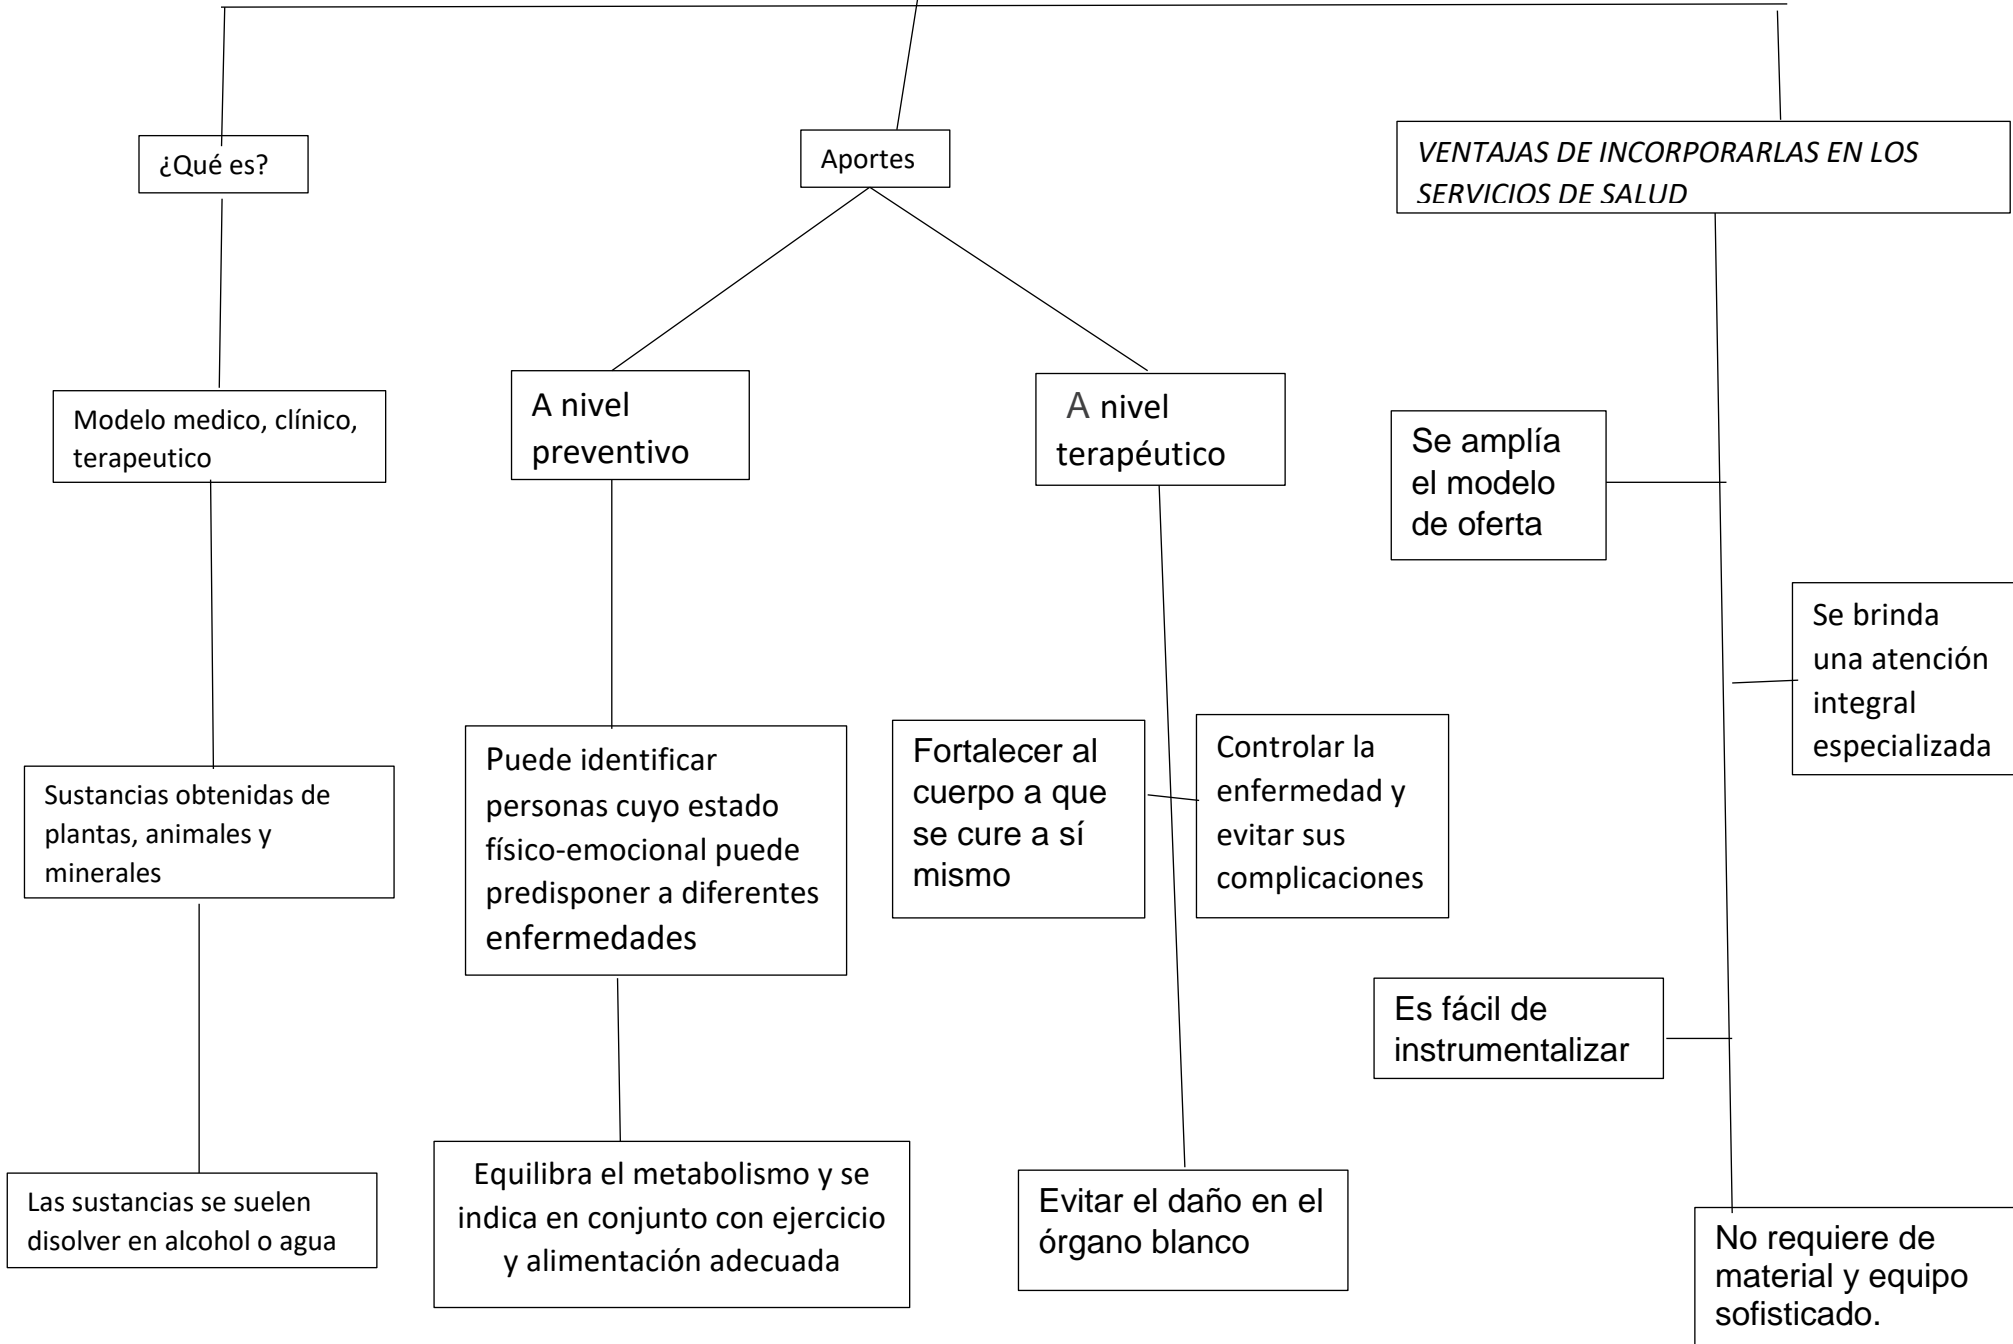 ¿Qué es?
Aportes
VENTAJAS DE INCORPORARLAS EN LOS
SERVICIOS DE SALUD
Modelo medico, clínico,
terapeutico
Sustancias obtenidas de
plantas, animales y
minerales
Las sustancias se suelen
disolver en alcohol o agua
A nivel
preventivo
Puede identificar
personas cuyo estado
físico-emocional puede
predisponer a diferentes
enfermedades
Equilibra el metabolismo y se
indica en conjunto con ejercicio
y alimentación adecuada
A nivel
terapéutico
Fortalecer al
cuerpo a que
se cure a sí
mismo
Controlar la
enfermedad y
evitar sus
complicaciones
Evitar el daño en el
órgano blanco
Se amplía
el modelo
de oferta
Se brinda
una atención
integral
especializada
Es fácil de
instrumentalizar
No requiere de
material y equipo
sofisticado.